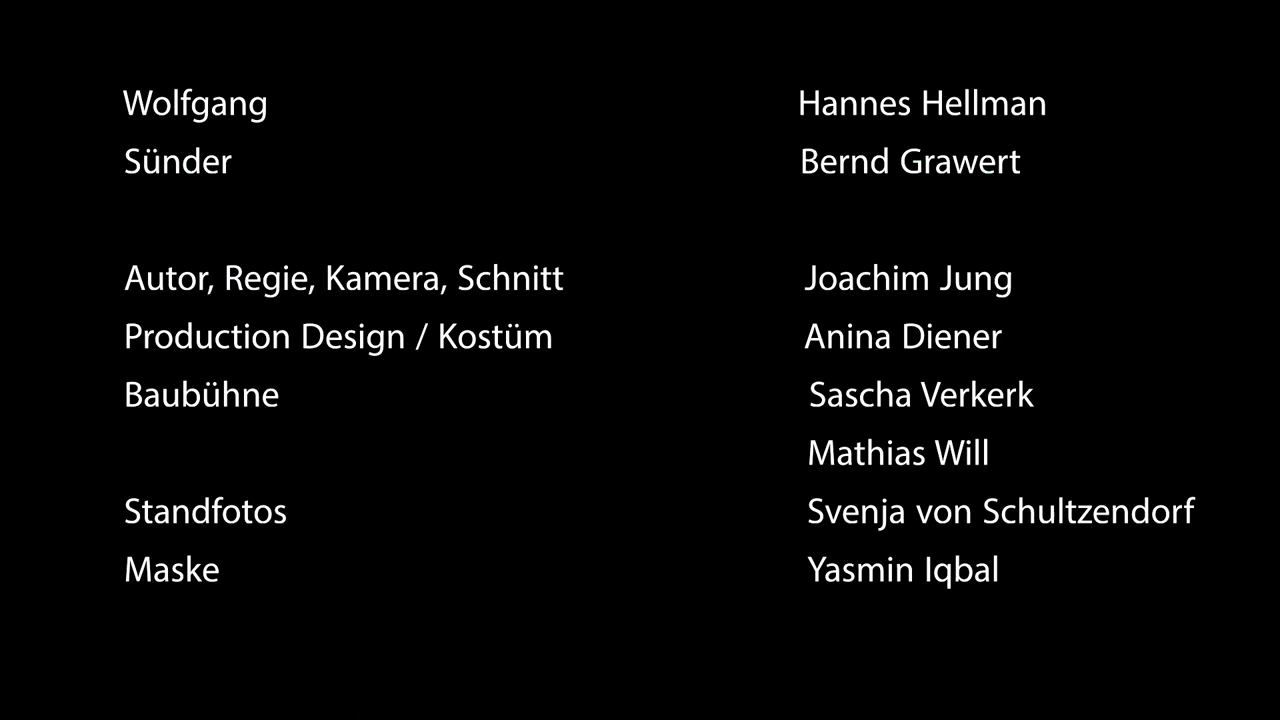 Wolfgang Hannes Hellman
Sünder Bernd Grawert
Autor, Regie, Kamera, Schnitt Joachim Jung
Production Design / Kostüm Anina Diener
Baubühne Sascha Verkerk
Mathias Will
Standfotos Svenja von Schultzendorf
Maske Yasmin Iqbal